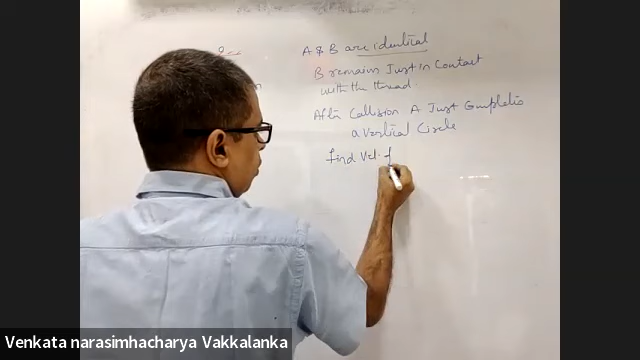 A & B are identical
B remains Just in Contact
with the thread.
After Collision A Just Completes
a Vertical Circle
find Vel. of
Venkata narasimhacharya Vakkalanka